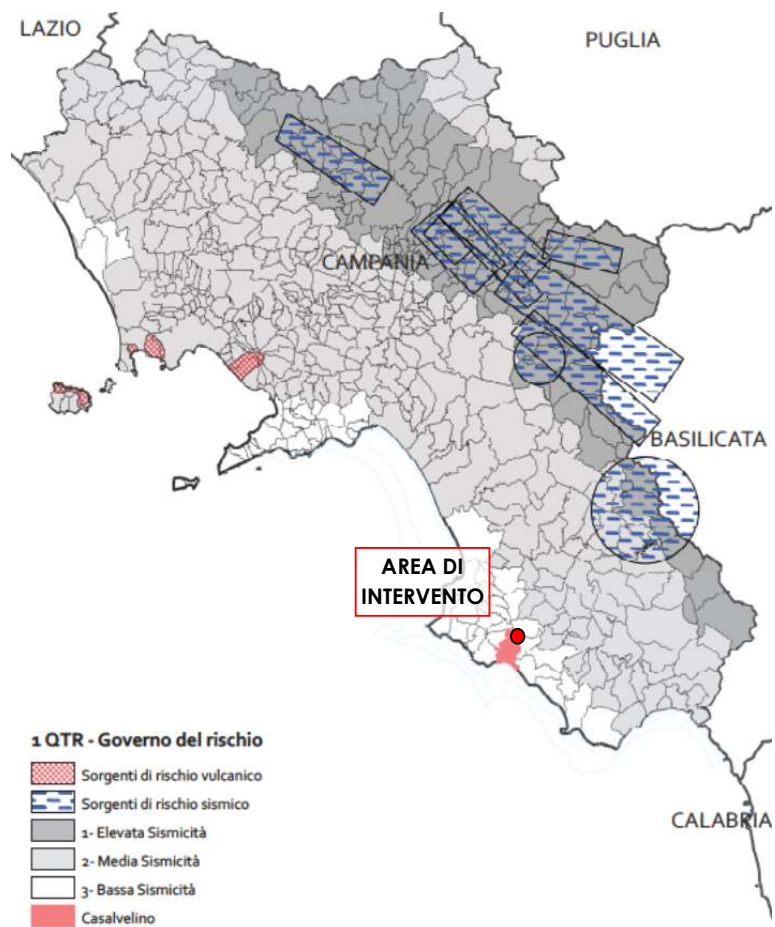 LAZIO
PUGLIA
CAMPANIA
BASILICATA
AREA DI
INTERVENTO
CALABRIA
1 QTR - Governo del rischio
Sorgenti di rischio vulcanico
Sorgenti di rischio sismico
1- Elevata Sismicità
2- Media Sismicità
3- Bassa Sismicità
Casalvelino